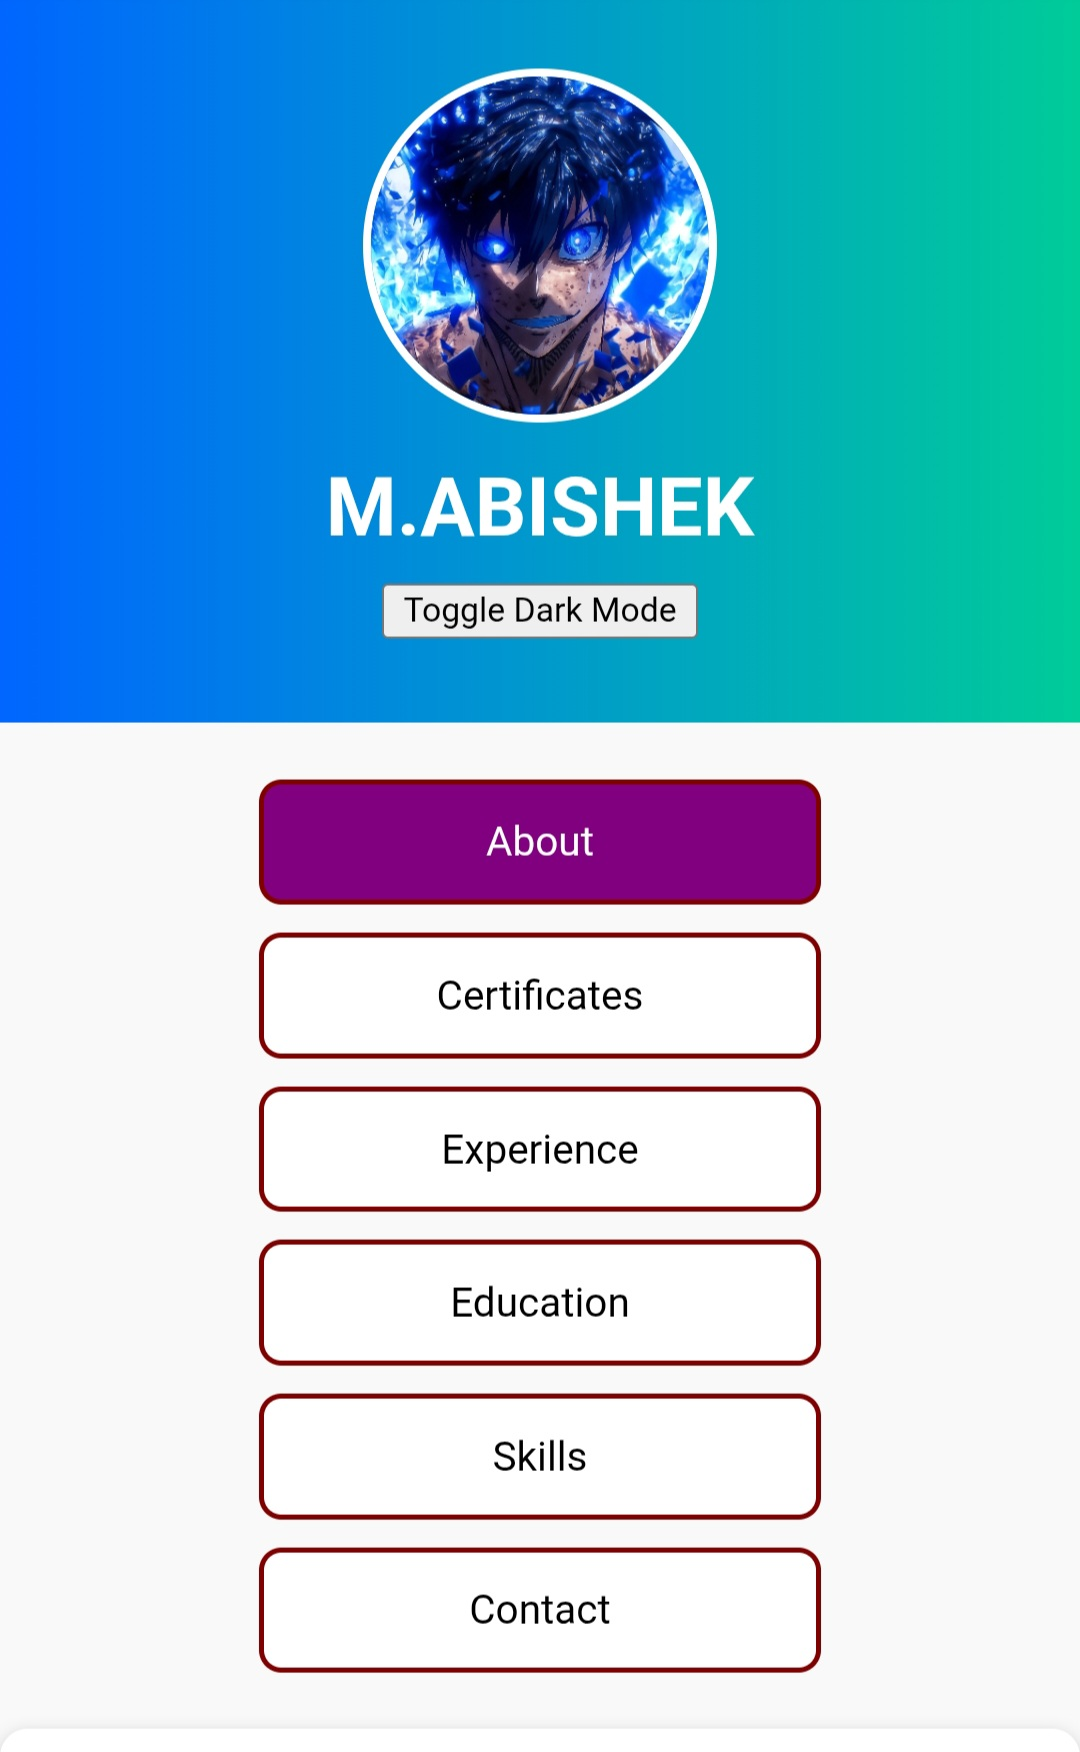 M.ABISHEK
Toggle Dark Mode
About
Certificates
Experience
Education
Skills
Contact